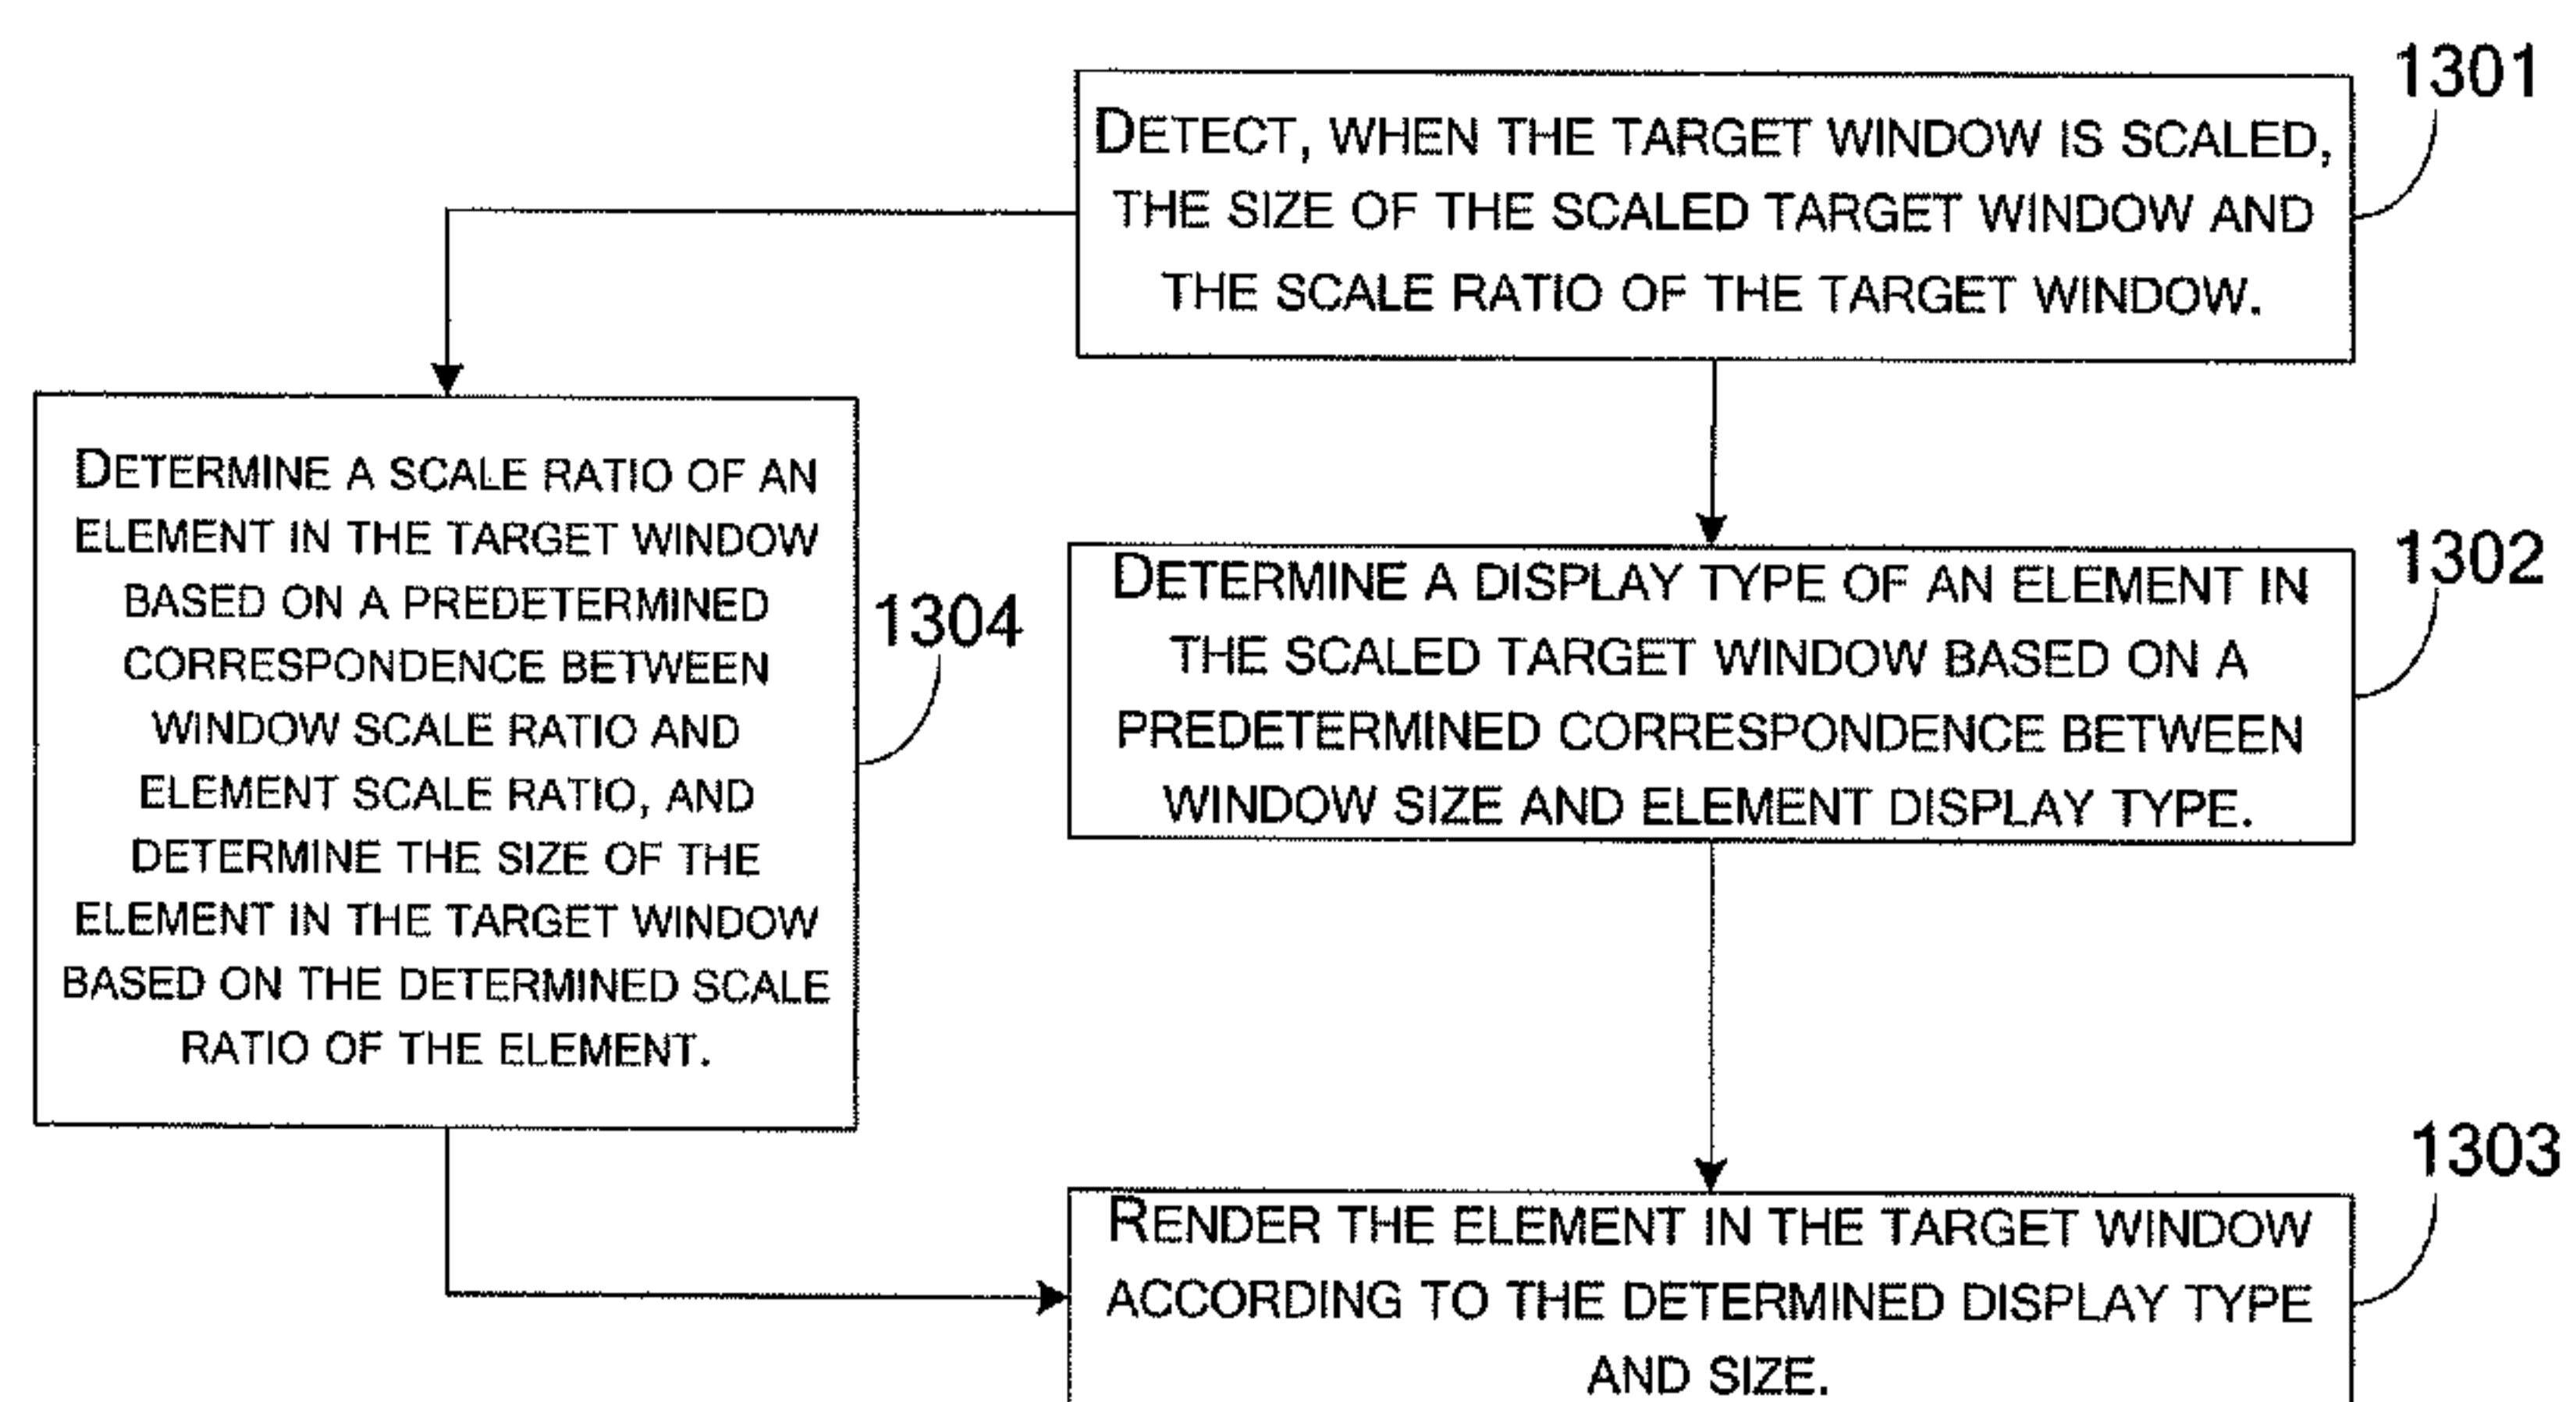 1301
DETECT, WHEN THE TARGET WINDOW IS SCALED,
THE SIZE OF THE SCALED TARGET WINDOW AND
THE SCALE RATIO OF THE TARGET WINDOW.
DETERMINE A SCALE RATIO OF AN
ELEMENT IN THE TARGET WINDOW
BASED ON A PREDETERMINED
CORRESPONDENCE BETWEEN
WINDOW SCALE RATIO AND
ELEMENT SCALE RATIO, AND
DETERMINE THE SIZE OF THE
ELEMENT IN THE TARGET WINDOW
BASED ON THE DETERMINED SCALE
RATIO OF THE ELEMENT.
1304
1302
DETERMINE A DISPLAY TYPE OF AN ELEMENT IN
THE SCALED TARGET WINDOW BASED ON A
PREDETERMINED CORRESPONDENCE BETWEEN
WINDOW SIZE AND ELEMENT DISPLAY TYPE.
1303
RENDER THE ELEMENT IN THE TARGET WINDOW
ACCORDING TO THE DETERMINED DISPLAY TYPE
AND SIZE.